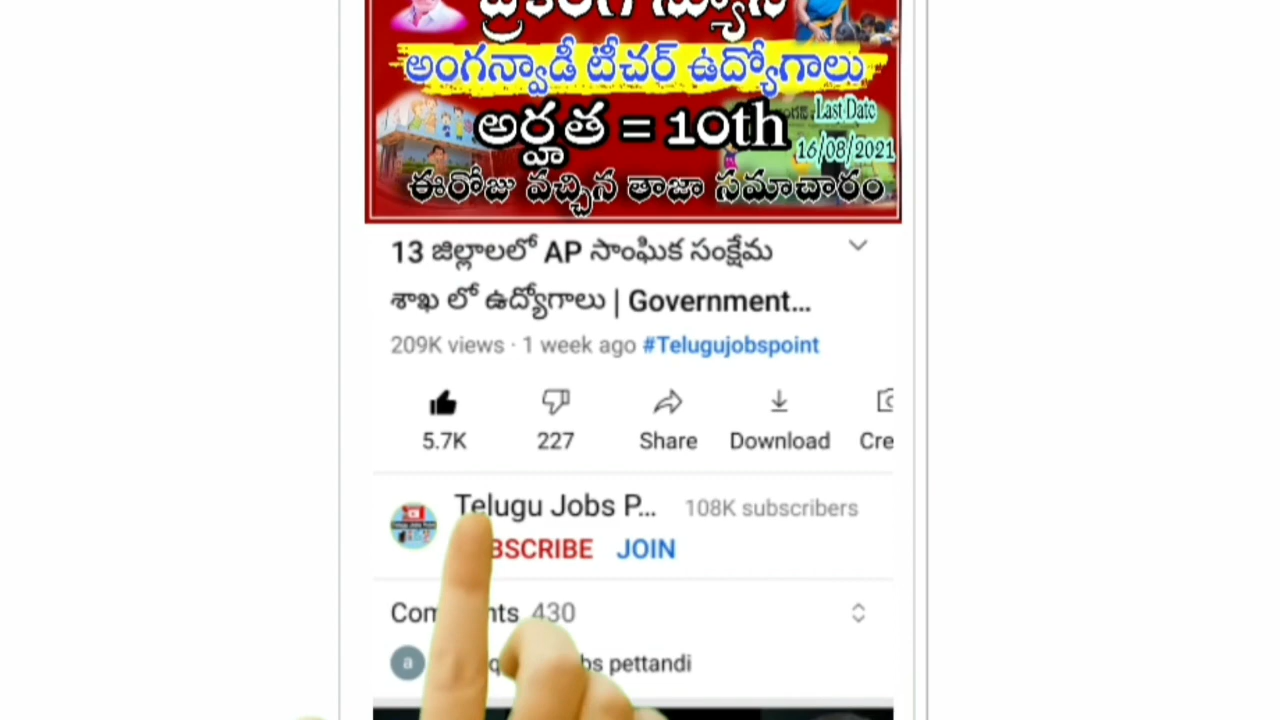 బ్రేకింగ్ న్యూస్
అంగన్వాడీ టీచర్ ఉద్యోగాలు
అర్హత = 10th
Last Date
16/08/2021
ఈరోజు వచ్చిన తాజా సమాచారం
13 జిల్లాలలో AP సాంఘిక సంక్షేమ
శాఖ లో ఉద్యోగాలు | Government...
209K views · 1 week ago #Telugujobspoint
5.7K 227 Share Download Cre
Telugu Jobs P... 108K subscribers
BSCRIBE JOIN
Com nts 430
a
bs pettandi